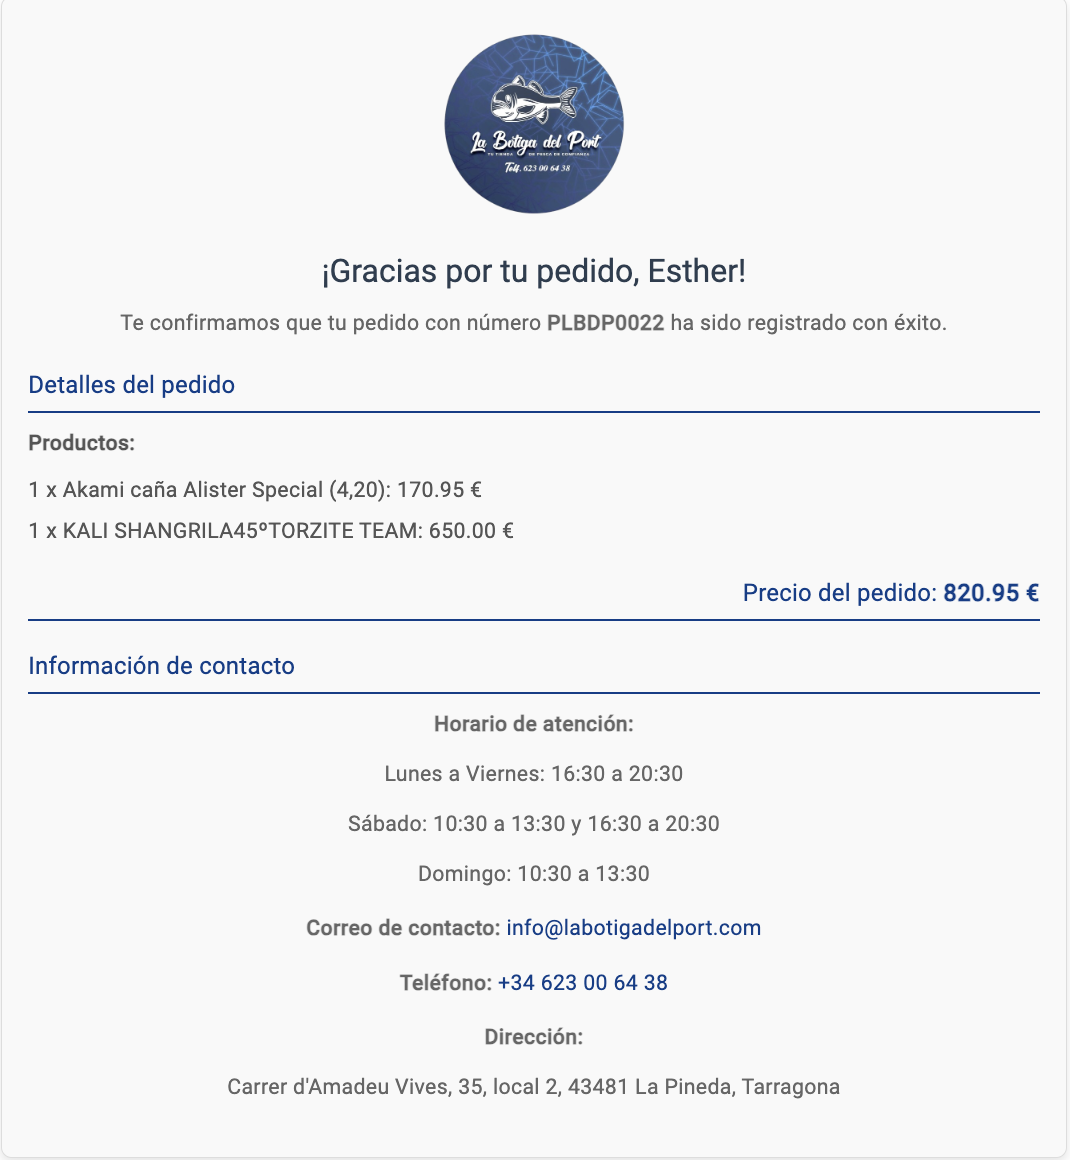 La Botiga del Port
TU TIENDA DE PESCA DE CONFIANZA
Telf. 623 00 64 38
¡Gracias por tu pedido, Esther!
Te confirmamos que tu pedido con número PLBDP0022 ha sido registrado con éxito.
Detalles del pedido
Productos:
1 x Akami caña Alister Special (4,20): 170.95 €
1 x KALI SHANGRILA45ºTORZITE TEAM: 650.00 €
Precio del pedido: 820.95 €
Información de contacto
Horario de atención:
Lunes a Viernes: 16:30 a 20:30
Sábado: 10:30 a 13:30 y 16:30 a 20:30
Domingo: 10:30 a 13:30
Correo de contacto: info@labotigadelport.com
Teléfono: +34 623 00 64 38
Dirección:
Carrer d'Amadeu Vives, 35, local 2, 43481 La Pineda, Tarragona